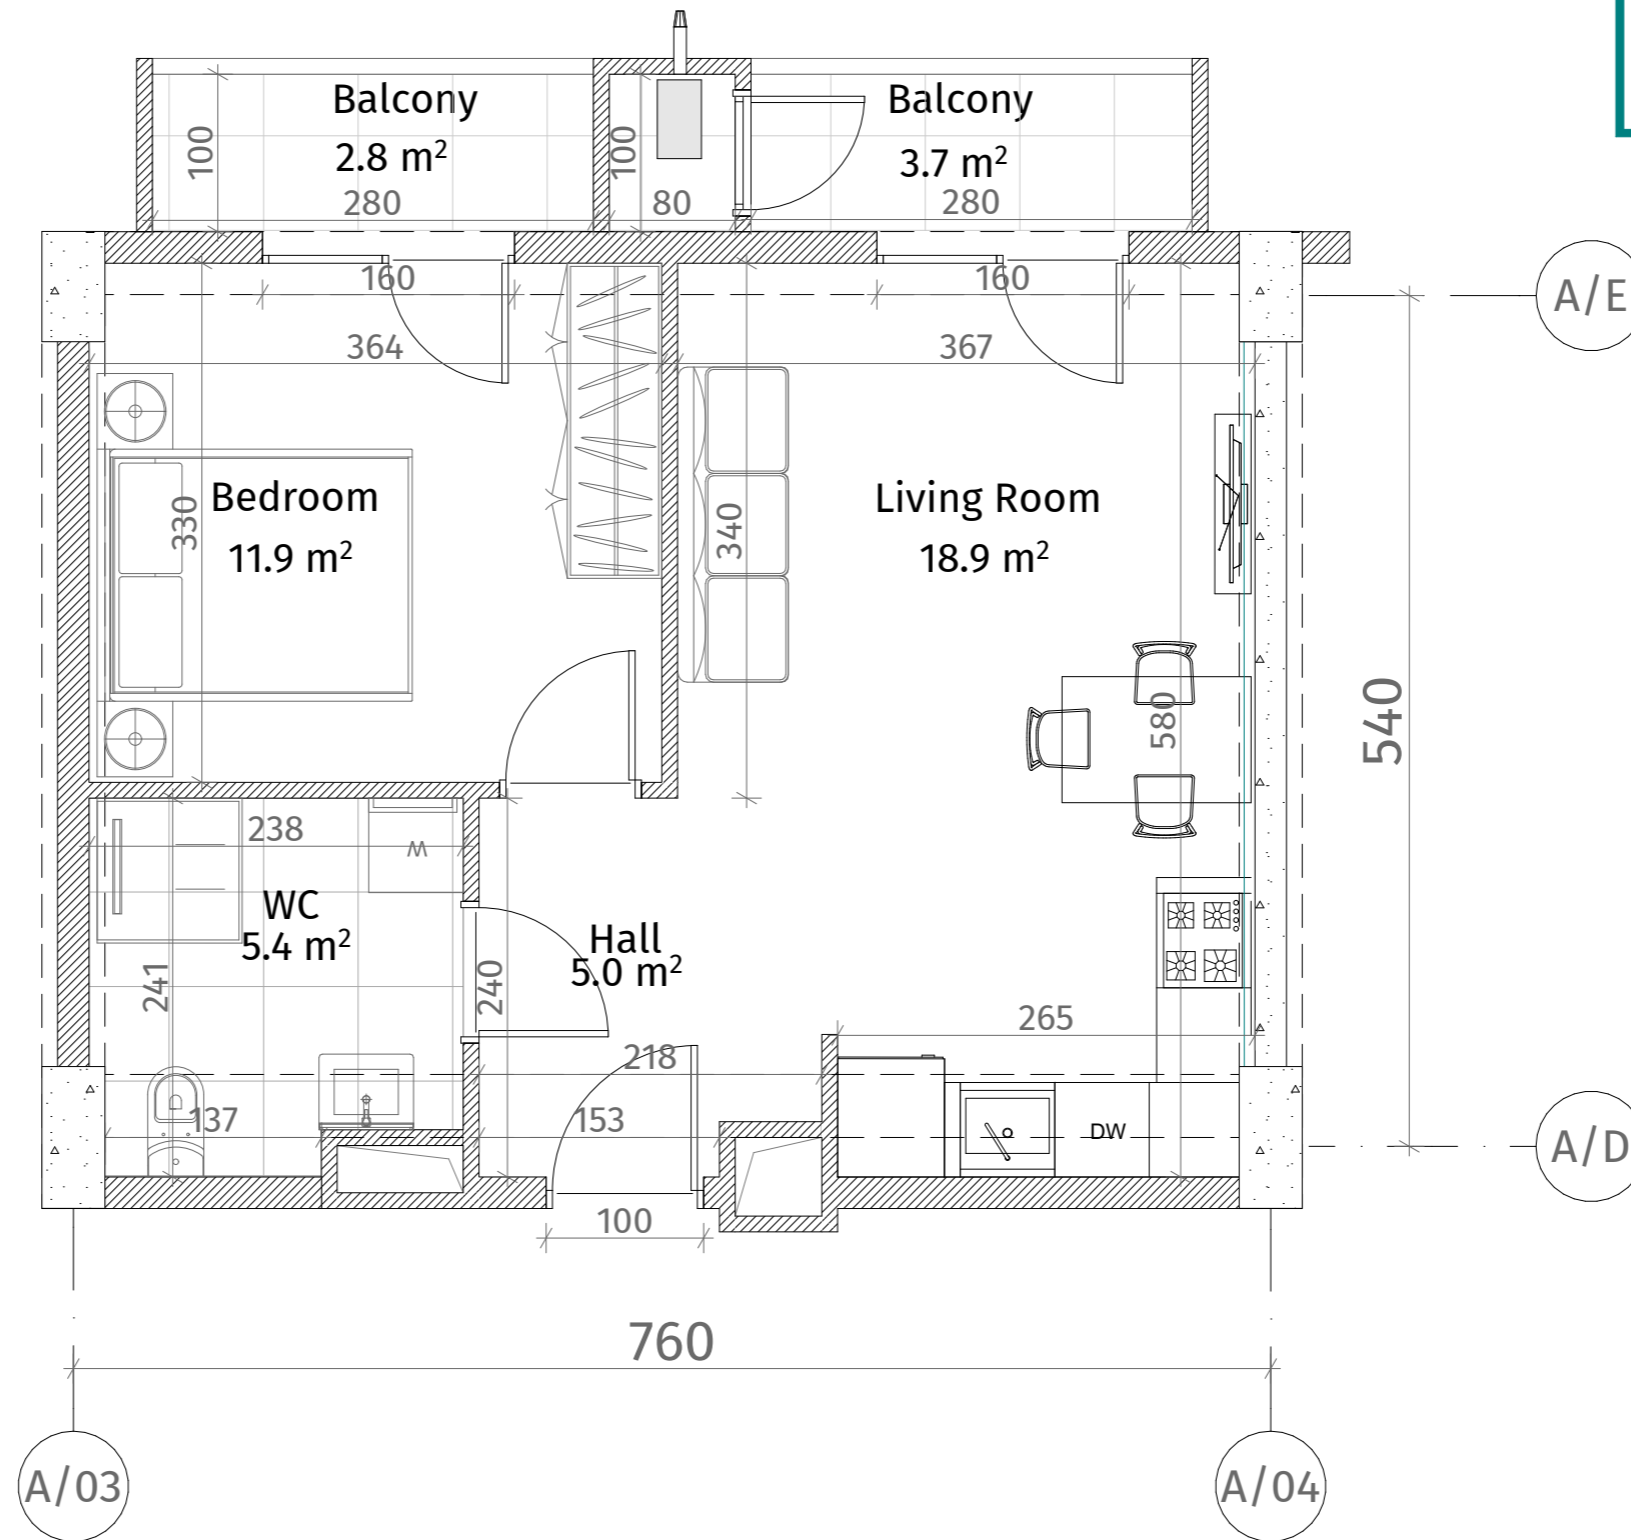 Balcony
2.8 m²
100
280
100
80
Balcony
3.7 m²
280
160
160
364
367
A/E
Bedroom
11.9 m²
330
340
Living Room
18.9 m²
580
540
238
W
WC
5.4 m²
241
240
Hall
5.0 m²
265
218
137
153
DW
A/D
100
760
A/03
A/04